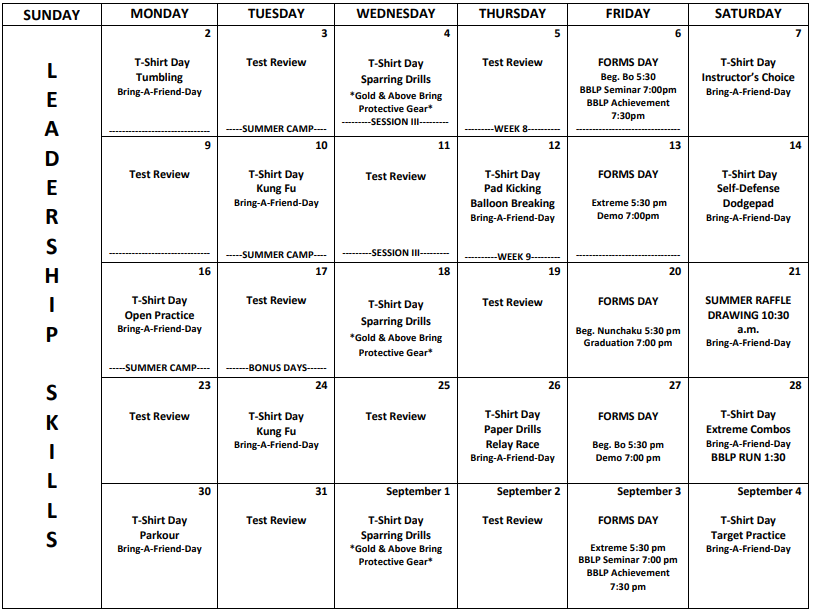 SUNDAY MONDAY TUESDAY WEDNESDAY THURSDAY FRIDAY SATURDAY
LEADERSHIP SKILLS
2
T-Shirt Day
Tumbling
Bring-A-Friend-Day
------------------------------
3
Test Review
-----SUMMER CAMP----
4
T-Shirt Day
Sparring Drills
*Gold & Above Bring
Protective Gear*
---------SESSION III---------
5
Test Review
----------WEEK 8----------
6
FORMS DAY
Beg. Bo 5:30
BBLP Seminar 7:00pm
BBLP Achievement
7:30pm
-------------------------------
7
T-Shirt Day
Instructor's Choice
Bring-A-Friend-Day
9
Test Review
------------------------------
10
T-Shirt Day
Kung Fu
Bring-A-Friend-Day
-----SUMMER CAMP----
11
Test Review
---------SESSION III---------
12
T-Shirt Day
Pad Kicking
Balloon Breaking
Bring-A-Friend-Day
----------WEEK 9----------
13
FORMS DAY
Extreme 5:30 pm
Demo 7:00pm
-------------------------------
14
T-Shirt Day
Self-Defense
Dodgepad
Bring-A-Friend-Day
16
T-Shirt Day
Open Practice
Bring-A-Friend-Day
-----SUMMER CAMP----
17
Test Review
-------BONUS DAYS------
18
T-Shirt Day
Sparring Drills
*Gold & Above Bring
Protective Gear*
19
Test Review
20
FORMS DAY
Beg. Nunchaku 5:30 pm
Graduation 7:00 pm
21
SUMMER RAFFLE
DRAWING 10:30
a.m.
Bring-A-Friend-Day
23
Test Review
24
T-Shirt Day
Kung Fu
Bring-A-Friend-Day
25
Test Review
26
T-Shirt Day
Paper Drills
Relay Race
Bring-A-Friend-Day
27
FORMS DAY
Beg. Bo 5:30 pm
Demo 7:00 pm
28
T-Shirt Day
Extreme Combos
Bring-A-Friend-Day
BBLP RUN 1:30
30
T-Shirt Day
Parkour
Bring-A-Friend-Day
31
Test Review
September 1
T-Shirt Day
Sparring Drills
*Gold & Above Bring
Protective Gear*
September 2
Test Review
September 3
FORMS DAY
Extreme 5:30 pm
BBLP Seminar 7:00 pm
BBLP Achievement
7:30 pm
September 4
T-Shirt Day
Target Practice
Bring-A-Friend-Day